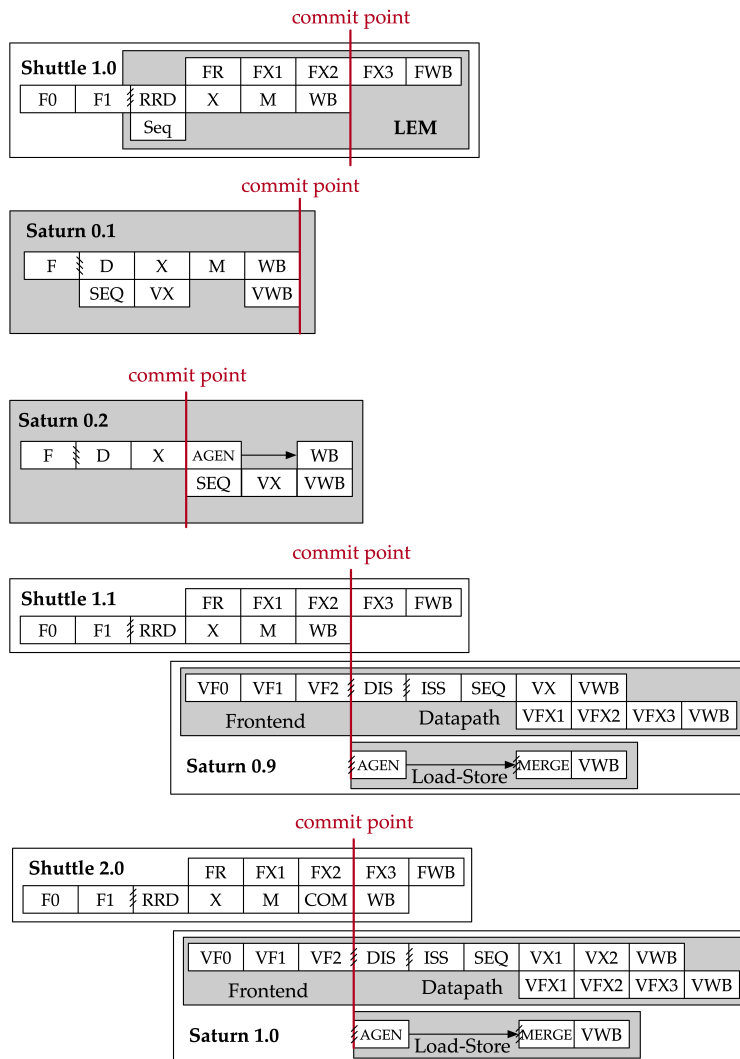 commit point
Shuttle 1.0
FR FX1 FX2 FX3 FWB
F0 F1 RRD X M WB
Seq LEM
commit point
Saturn 0.1
F D X M WB
SEQ VX VWB
commit point
Saturn 0.2
F D X AGEN WB
SEQ VX VWB
commit point
Shuttle 1.1
FR FX1 FX2 FX3 FWB
F0 F1 RRD X M WB
VF0 VF1 VF2 DIS ISS SEQ VX VWB
Frontend Datapath VFX1 VFX2 VFX3 VWB
Saturn 0.9 AGEN Load-Store MERGE VWB
commit point
Shuttle 2.0
FR FX1 FX2 FX3 FWB
F0 F1 RRD X M COM WB
VF0 VF1 VF2 DIS ISS SEQ VX1 VX2 VWB
Frontend Datapath VFX1 VFX2 VFX3 VWB
Saturn 1.0 AGEN Load-Store MERGE VWB